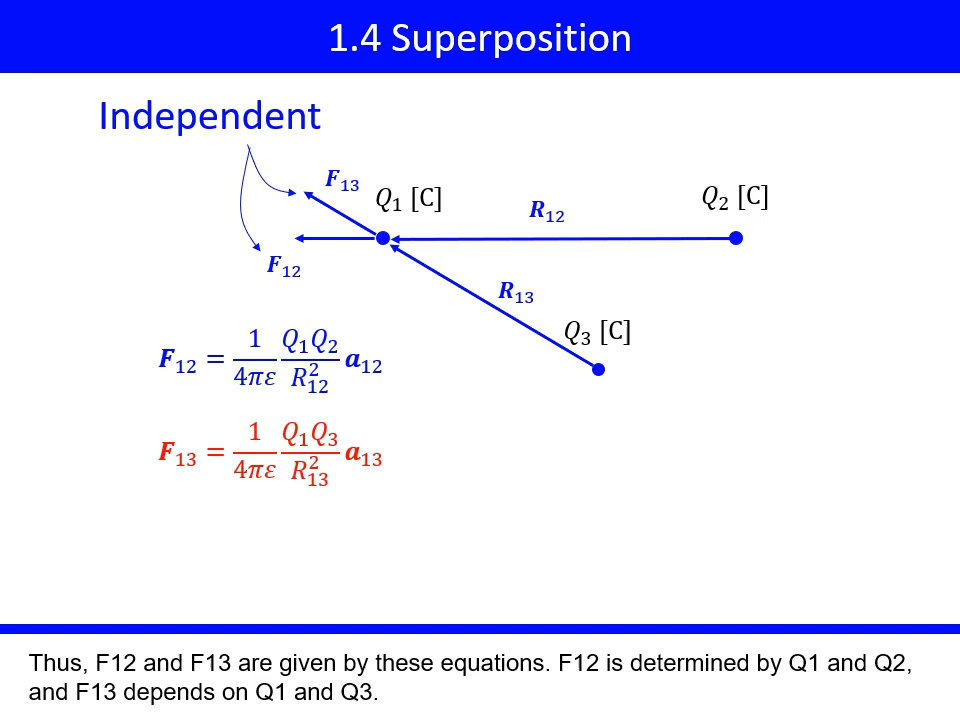 1.4 Superposition
Independent
𝑭₁₃
𝑄₁ [C]
𝑄₂ [C]
𝑹₁₂
𝑭₁₂
𝑹₁₃
𝑄₃ [C]
𝑭₁₂ = 1/4𝜋𝜀 𝑄₁𝑄₂/𝑅₁₂² 𝒂₁₂
𝑭₁₃ = 1/4𝜋𝜀 𝑄₁𝑄₃/𝑅₁₃² 𝒂₁₃
Thus, F12 and F13 are given by these equations. F12 is determined by Q1 and Q2,
and F13 depends on Q1 and Q3.